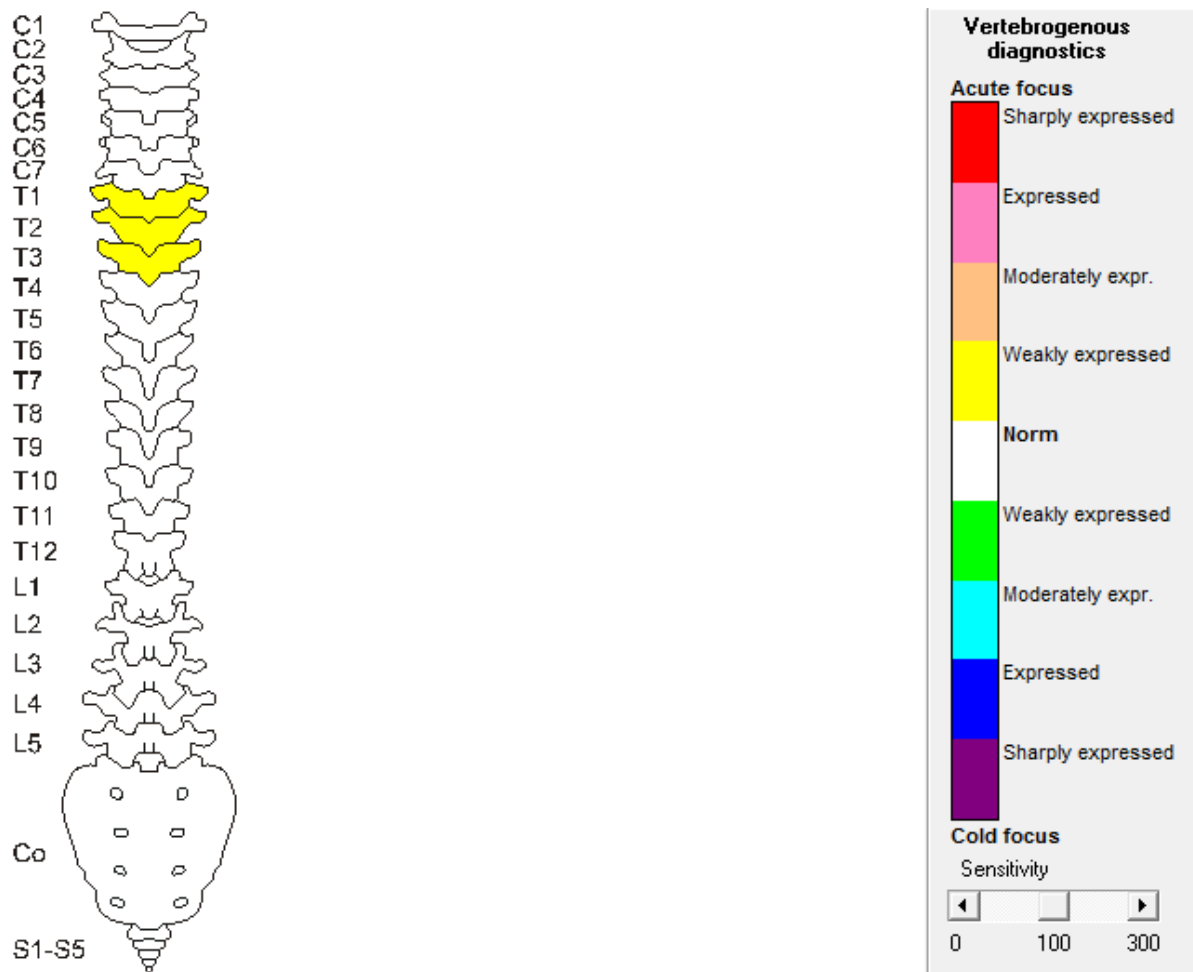 C1
C2
C3
C4
C5
C6
C7
T1
T2
T3
T4
T5
T6
T7
T8
T9
T10
T11
T12
L1
L2
L3
L4
L5
Co
S1-S5
Vertebrogenous
diagnostics
Acute focus
Sharply expressed
Expressed
Moderately expr.
Weakly expressed
Norm
Weakly expressed
Moderately expr.
Expressed
Sharply expressed
Cold focus
Sensitivity
0 100 300